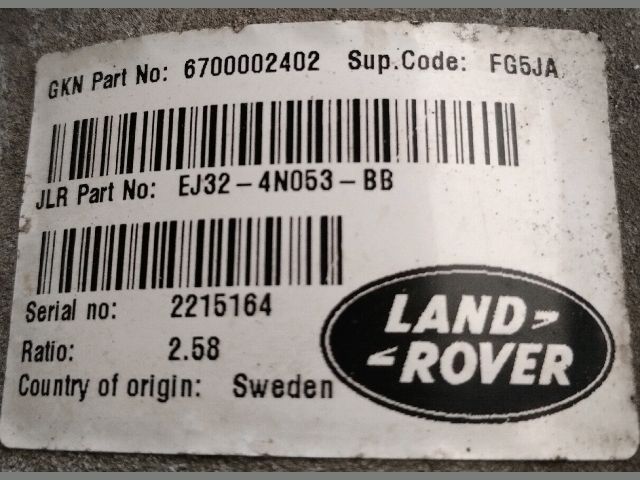 GKN Part No: 6700002402 Sup.Code: FG5JA
JLR Part No: EJ32-4N053-BB
Serial no: 2215164
Ratio: 2.58
Country of origin: Sweden
LAND
ROVER